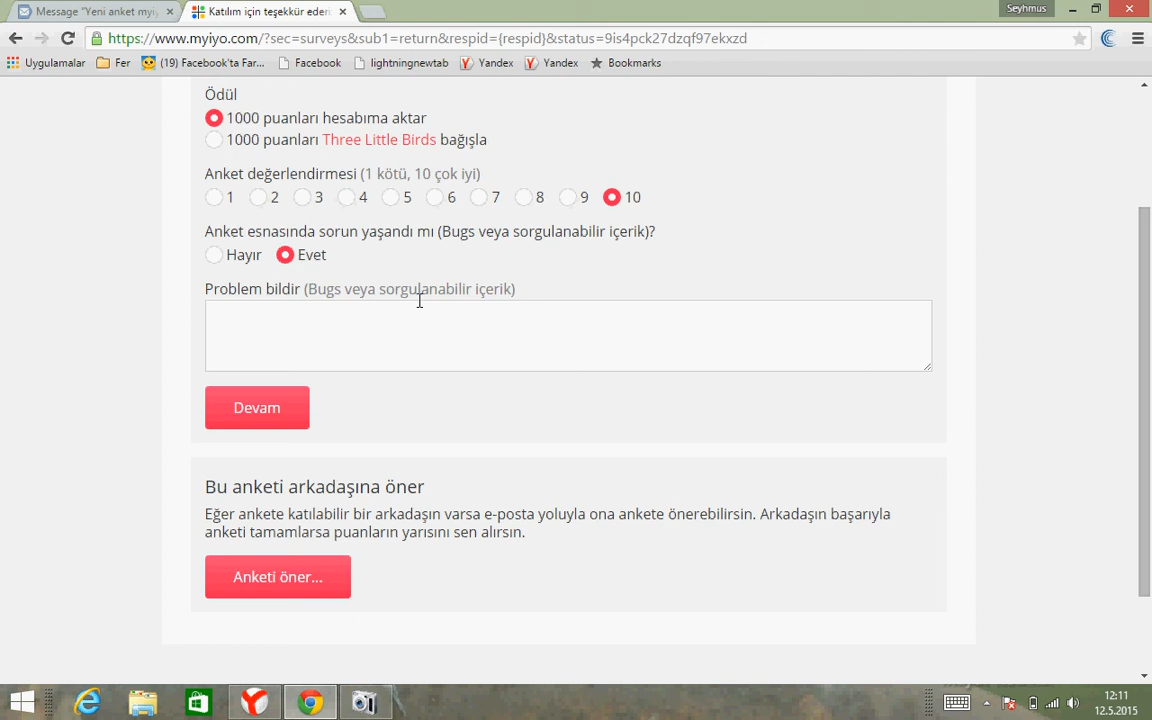 Message "Yeni anket myiy
Katılım için teşekkür ederi
Seyhmus
https://www.myiyo.com/?sec=surveys&sub1=return&respid={respid}&status=9is4pck27dzqf97ekxzd
Uygulamalar
Fer
(19) Facebook'ta Far...
Facebook
lightningnewtab
Yandex
Yandex
Bookmarks
Ödül
1000 puanları hesabıma aktar
1000 puanları Three Little Birds bağışla
Anket değerlendirmesi (1 kötü, 10 çok iyi)
1 2 3 4 5 6 7 8 9 10
Anket esnasında sorun yaşandı mı (Bugs veya sorgulanabilir içerik)?
Hayır Evet
Problem bildir (Bugs veya sorgulanabilir içerik)
Devam
Bu anketi arkadaşına öner
Eğer ankete katılabilir bir arkadaşın varsa e-posta yoluyla ona ankete önerebilirsin. Arkadaşın başarıyla
anketi tamamlarsa puanların yarısını sen alırsın.
Anketi öner...
12:11
12.5.2015